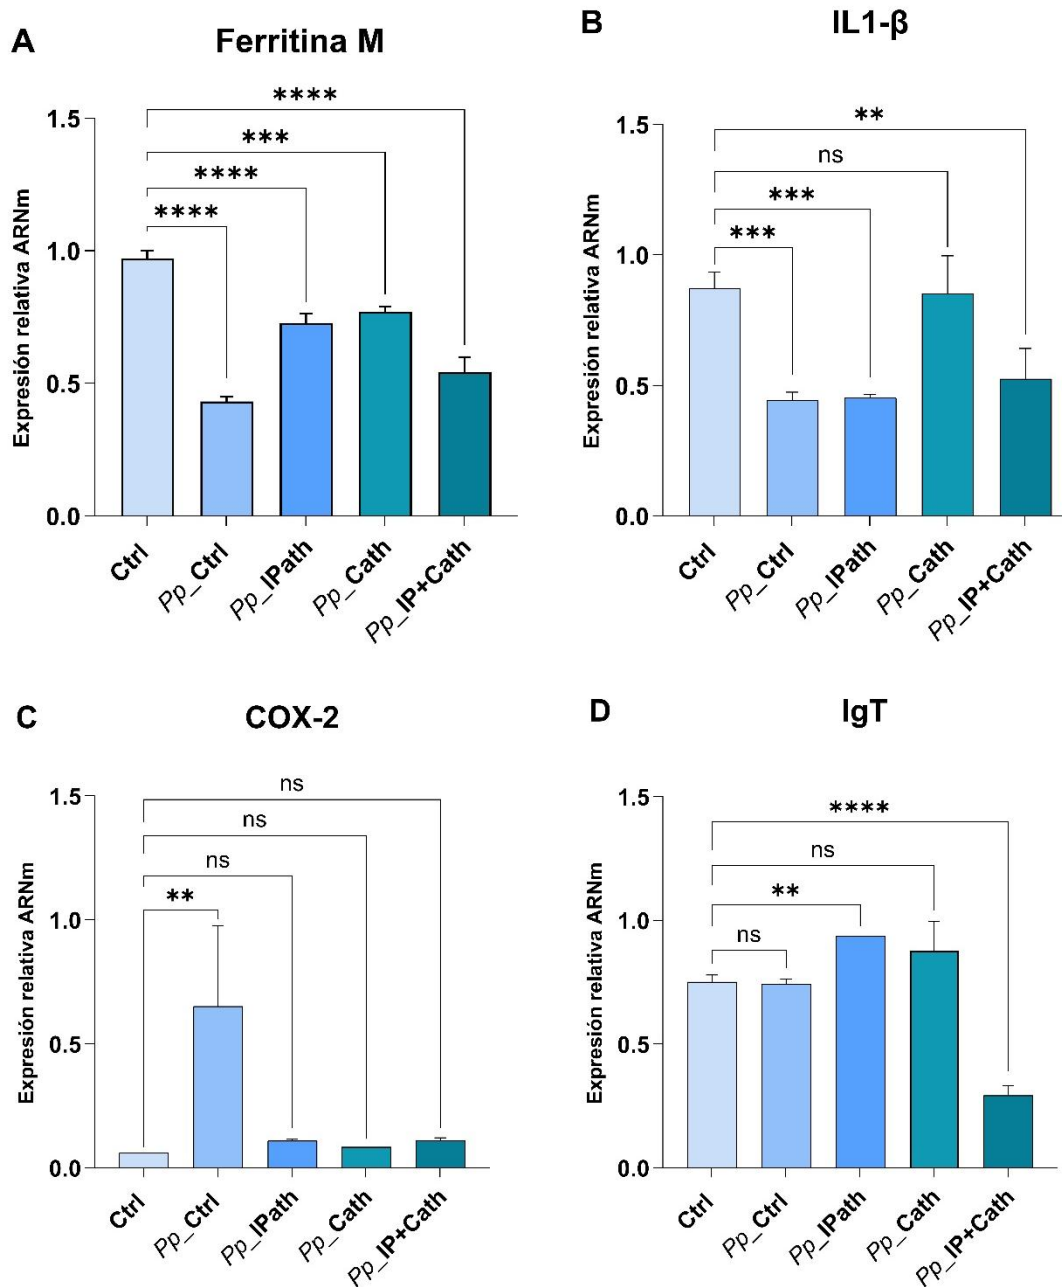 A
Ferritina M
****
***
****
****
Expresión relativa ARNm
1.5
1.0
0.5
0.0
Ctrl
Pp_Ctrl
Pp_IPath
Pp_Cath
Pp_IP+Cath
B
IL1-β
**
ns
***
***
Expresión relativa ARNm
1.5
1.0
0.5
0.0
Ctrl
Pp_Ctrl
Pp_IPath
Pp_Cath
Pp_IP+Cath
C
COX-2
ns
ns
ns
**
Expresión relativa ARNm
1.5
1.0
0.5
0.0
Ctrl
Pp_Ctrl
Pp_IPath
Pp_Cath
Pp_IP+Cath
D
IgT
****
ns
**
ns
Expresión relativa ARNm
1.5
1.0
0.5
0.0
Ctrl
Pp_Ctrl
Pp_IPath
Pp_Cath
Pp_IP+Cath